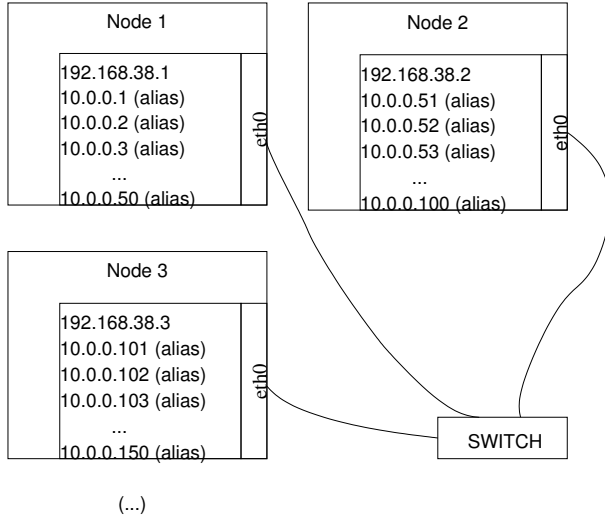 Node 1
192.168.38.1
10.0.0.1 (alias)
10.0.0.2 (alias)
10.0.0.3 (alias)
...
10.0.0.50 (alias)
eth0
Node 2
192.168.38.2
10.0.0.51 (alias)
10.0.0.52 (alias)
10.0.0.53 (alias)
...
10.0.0.100 (alias)
eth0
Node 3
192.168.38.3
10.0.0.101 (alias)
10.0.0.102 (alias)
10.0.0.103 (alias)
...
10.0.0.150 (alias)
eth0
SWITCH
(...)